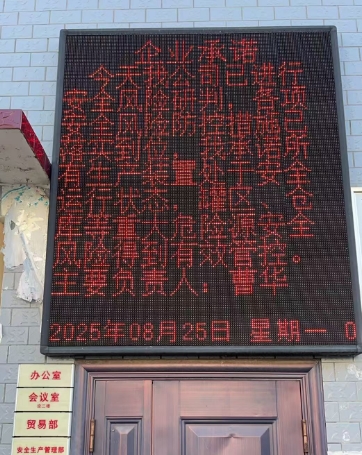 企业承诺
今天我公司已进行
安全风险研判，各项
安全风险防控措施已
落实到位，我承诺所
有生产装置处于安全
运行状态，罐区、仓
库等重大危险源安全
风险得到有效管控。
主要负责人：曹华
2025年08月25日 星期一 0
办公室
会议室
贸易部
安全生产管理部